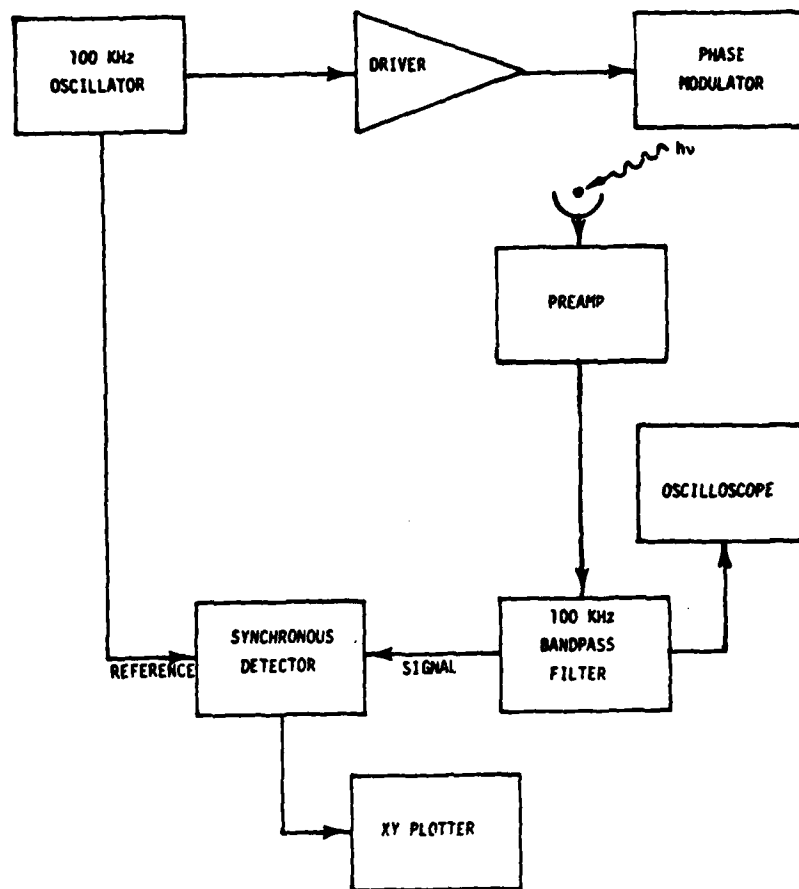 100 KHz
OSCILLATOR
DRIVER
PHASE
MODULATOR
hν
PREAMP
OSCILLOSCOPE
100 KHz
BANDPASS
FILTER
SYNCHRONOUS
DETECTOR
REFERENCE
SIGNAL
XY PLOTTER